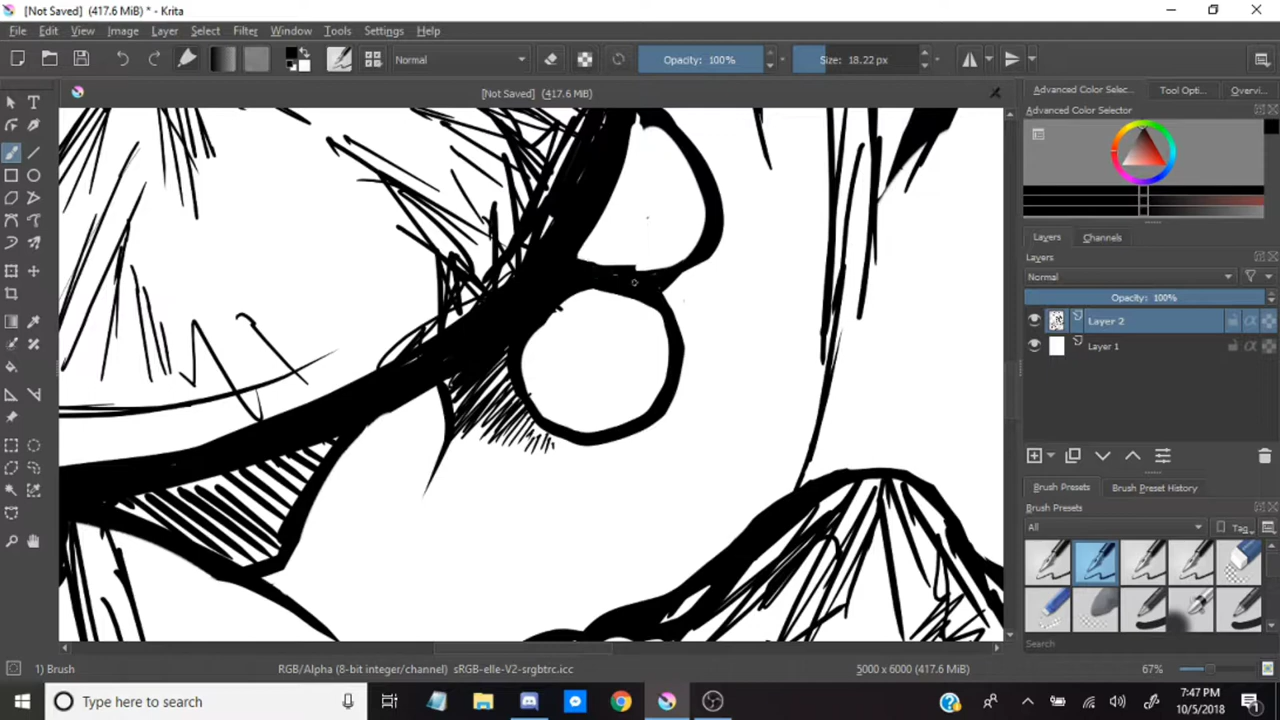 [Not Saved] (417.6 MiB) * - Krita
File Edit View Image Layer Select Filter Window Tools Settings Help
Normal Opacity: 100% Size: 18.22 px
[Not Saved] (417.6 MiB)
Advanced Color Selec... Tool Opti... Overvi...
Advanced Color Selector
Layers Channels
Layers
Normal
Opacity: 100%
Layer 2
Layer 1
Brush Presets Brush Preset History
Brush Presets
All Tag
Search
1) Brush RGB/Alpha (8-bit integer/channel) sRGB-elle-V2-srgbtrc.icc 5000 x 6000 (417.6 MiB) 67%
Type here to search 7:47 PM
10/5/2018